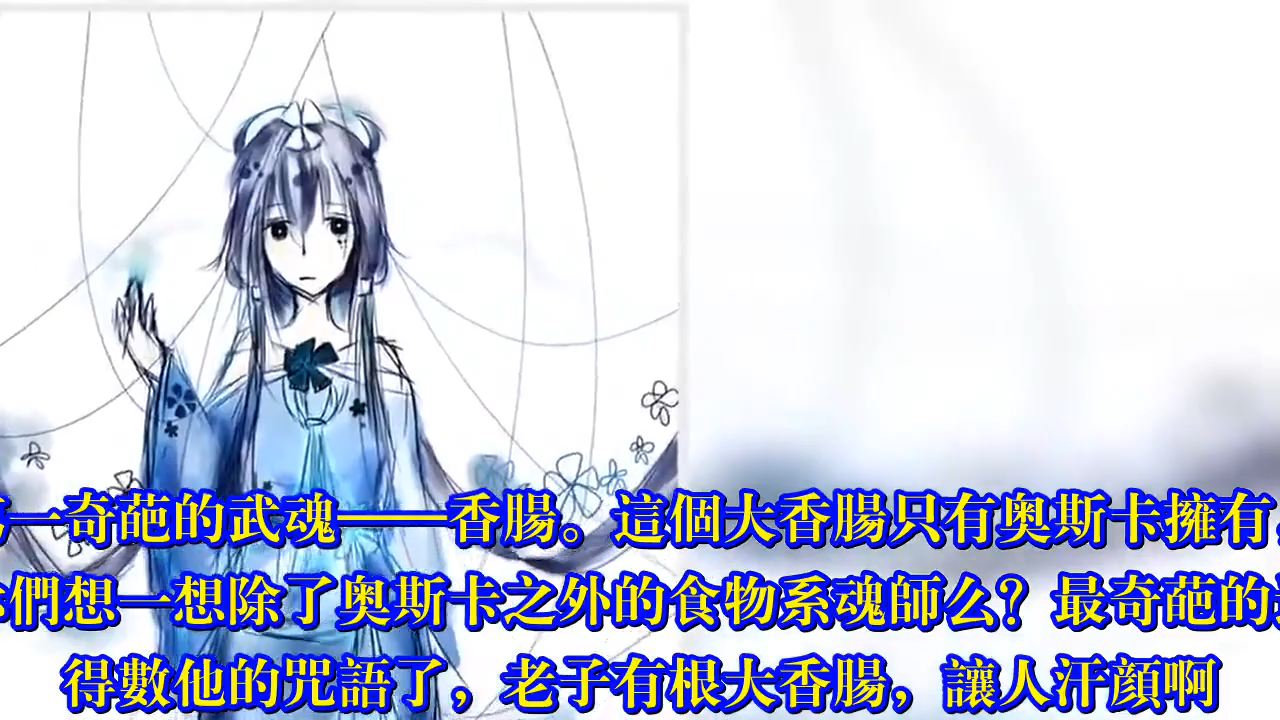 一奇葩的武魂——香腸。這個大香腸只有奥斯卡擁有
們想一想除了奥斯卡之外的食物系魂師么？最奇葩的
得數他的咒語了，老子有根大香腸，讓人汗顔啊